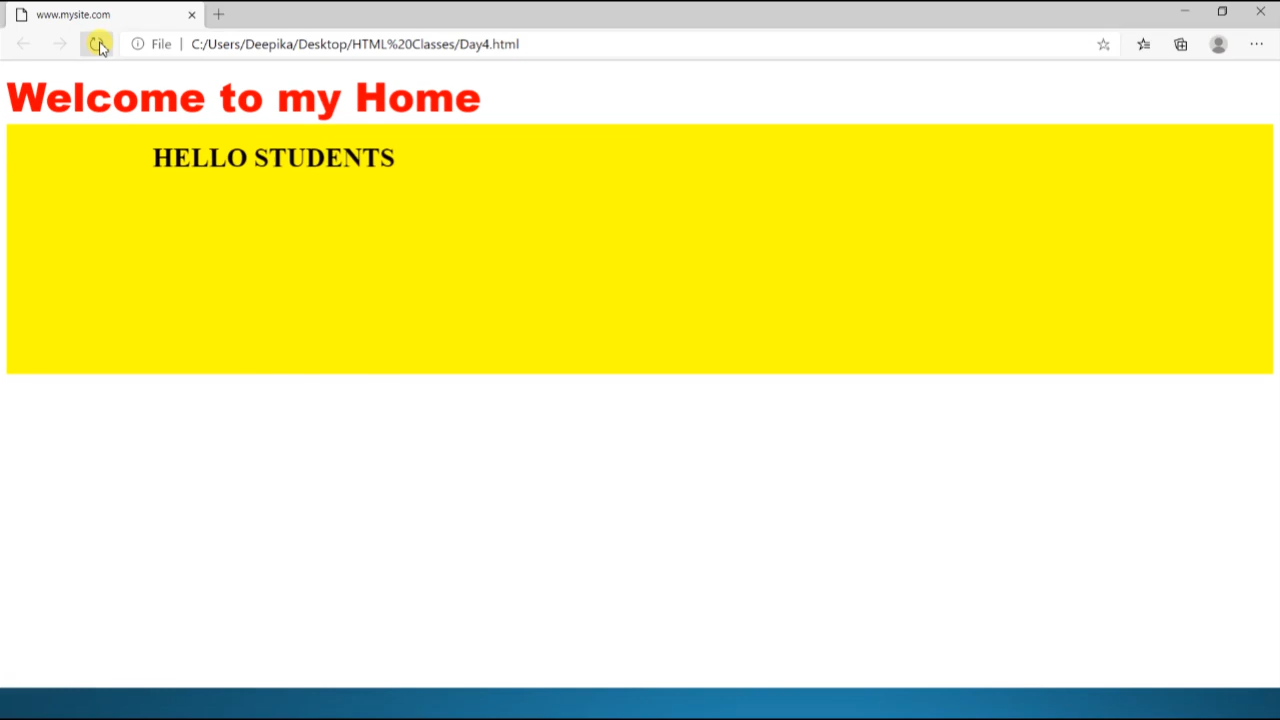 www.mysite.com
File | C:/Users/Deepika/Desktop/HTML%20Classes/Day4.html
Welcome to my Home
HELLO STUDENTS